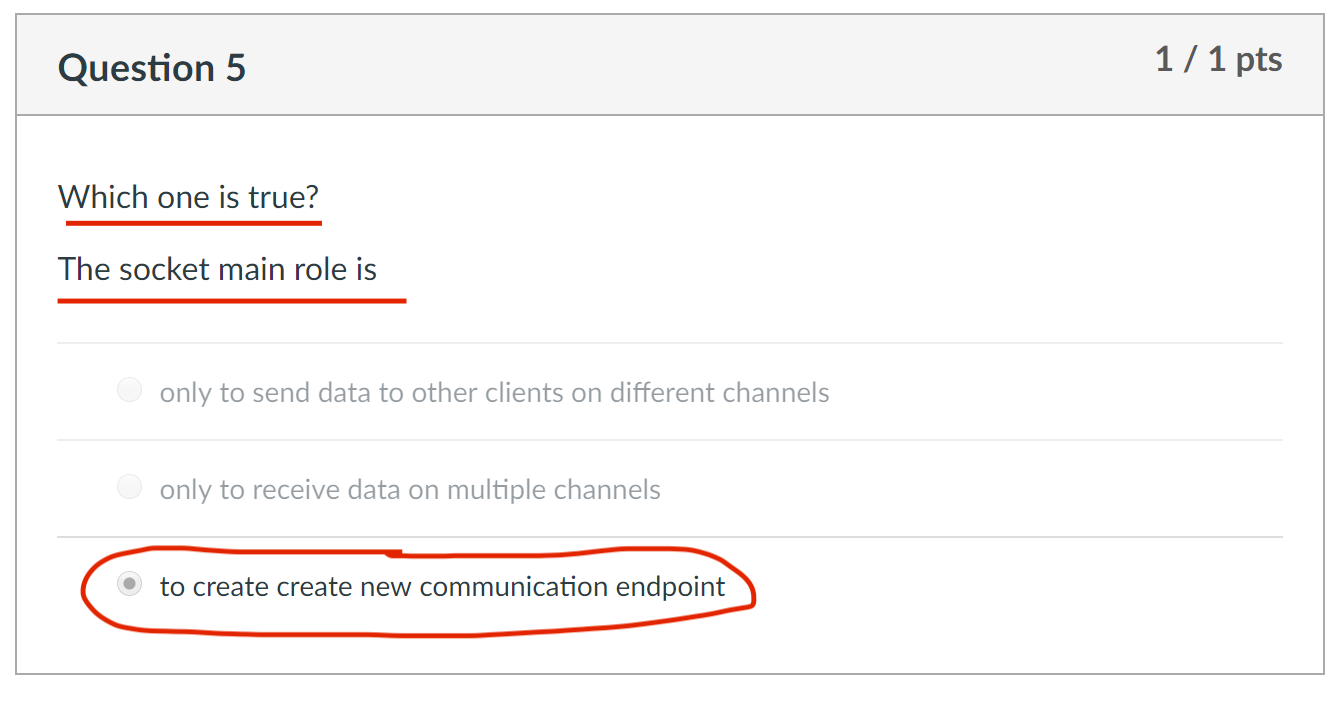 Question 5
1 / 1 pts
Which one is true?
The socket main role is
only to send data to other clients on different channels
only to receive data on multiple channels
to create create new communication endpoint